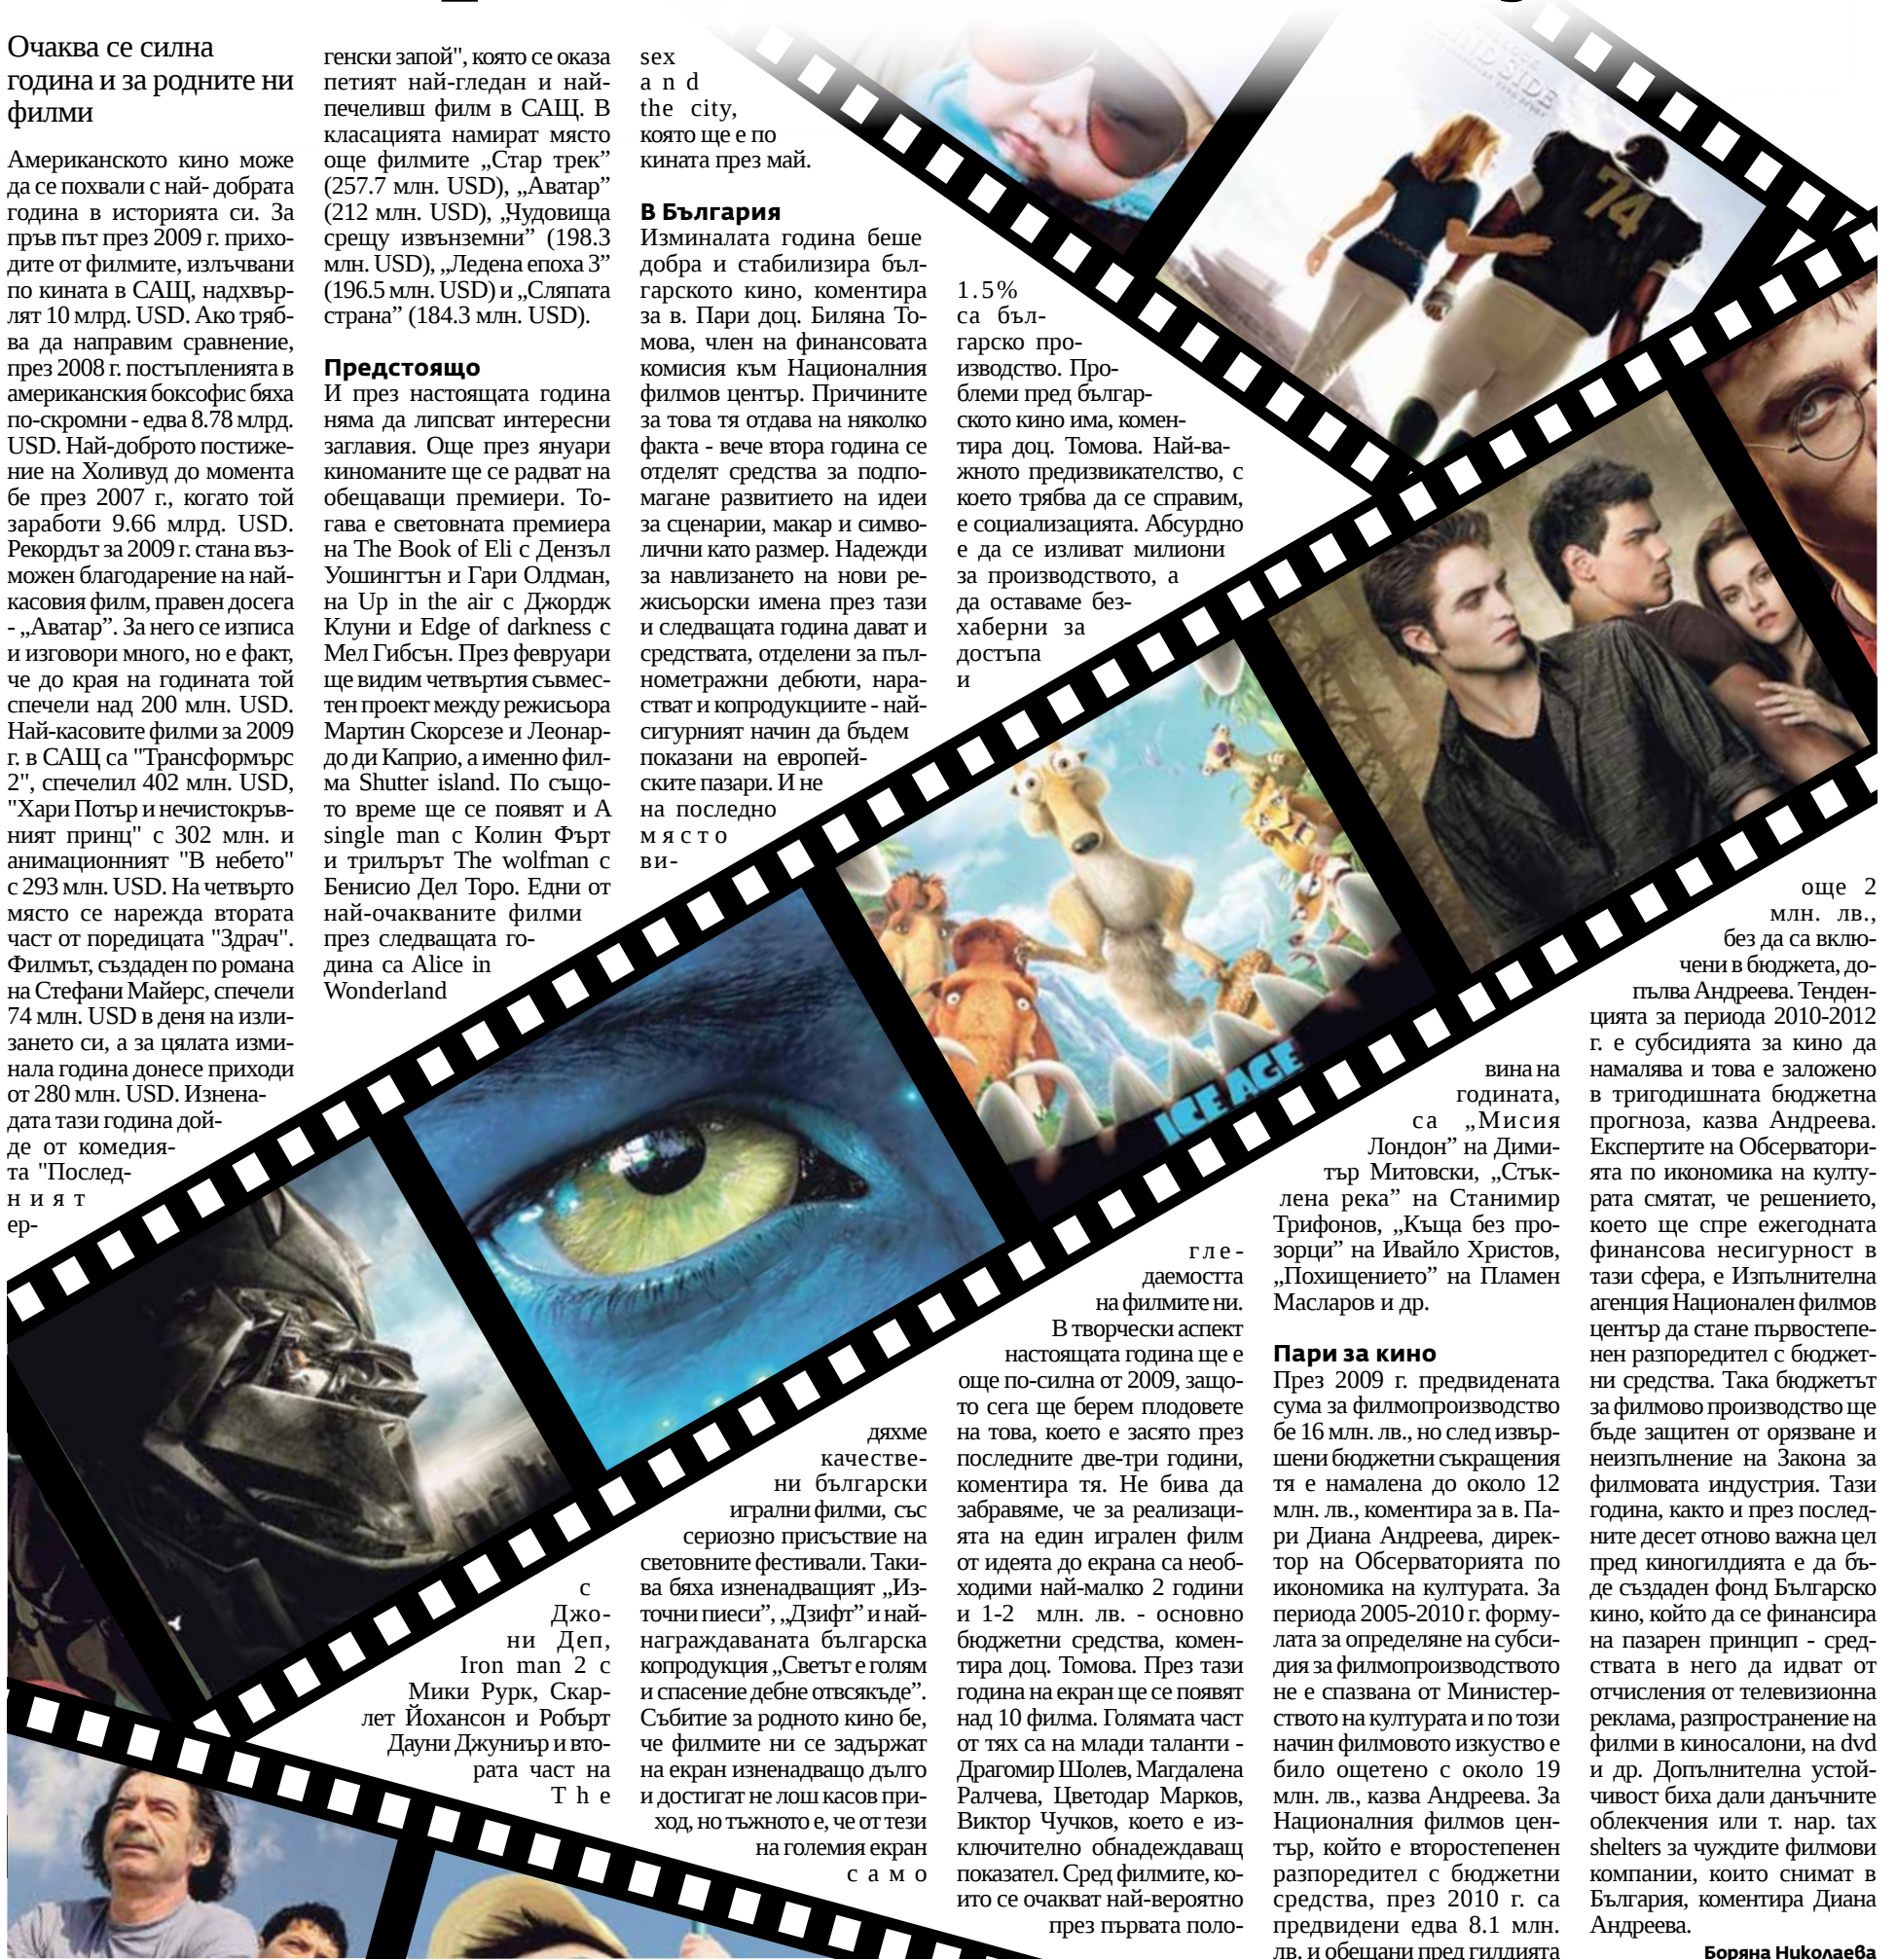 Очаква се силна
година и за родните ни
филми
Американското кино може
да се похвали с най- добрата
година в историята си. За
пръв път през 2009 г. прихо-
дите от филмите, излъчвани
по кината в САЩ, надхвър-
лят 10 млрд. USD. Ако тряб-
ва да направим сравнение,
през 2008 г. постъпленията в
американския боксофис бяха
по-скромни - едва 8.78 млрд.
USD. Най-доброто постиже-
ние на Холивуд до момента
бе през 2007 г., когато той
заработи 9.66 млрд. USD.
Рекордът за 2009 г. стана въз-
можен благодарение на най-
касовия филм, правен досега
- „Аватар”. За него се изписа
и изговори много, но е факт,
че до края на годината той
спечели над 200 млн. USD.
Най-касовите филми за 2009
г. в САЩ са "Трансформърс
2", спечелил 402 млн. USD,
"Хари Потър и нечистокръв-
ният принц" с 302 млн. и
анимационният "В небето"
с 293 млн. USD. На четвърто
място се нарежда втората
част от поредицата "Здрач".
Филмът, създаден по романа
на Стефани Майерс, спечели
74 млн. USD в деня на изли-
зането си, а за цялата изми-
нала година донесе приходи
от 280 млн. USD. Изнена-
дата тази година дой-
де от комедия-
та "Послед-
н и я т
ер-
генски запой", която се оказа
петият най-гледан и най-
печеливш филм в САЩ. В
класацията намират място
още филмите „Стар трек”
(257.7 млн. USD), „Аватар”
(212 млн. USD), „Чудовища
срещу извънземни” (198.3
млн. USD), „Ледена епоха 3”
(196.5 млн. USD) и „Сляпата
страна” (184.3 млн. USD).
Предстоящо
И през настоящата година
няма да липсват интересни
заглавия. Още през януари
киноманите ще се радват на
обещаващи премиери. То-
гава е световната премиера
на The Book of Eli с Дензъл
Уошингтън и Гари Олдман,
на Up in the air с Джордж
Клуни и Edge of darkness с
Мел Гибсън. През февруари
ще видим четвъртия съвмес-
тен проект между режисьора
Мартин Скорсезе и Леонар-
до ди Каприо, а именно фил-
ма Shutter island. По също-
то време ще се появят и A
single man с Колин Фърт
и трилърът The wolfman с
Бенисио Дел Торо. Едни от
най-очакваните филми
през следващата го-
дина са Alice in
Wonderland
с
Джо-
ни Деп,
Iron man 2 с
Мики Рурк, Скар-
лет Йохансон и Робърт
Дауни Джуниър и вто-
рата част на
T h e
sex
a n d
the city,
която ще е по
кината през май.
В България
Изминалата година беше
добра и стабилизира бъл-
гарското кино, коментира
за в. Пари доц. Биляна То-
мова, член на финансовата
комисия към Националния
филмов център. Причините
за това тя отдава на няколко
факта - вече втора година се
отделят средства за подпо-
магане развитието на идеи
за сценарии, макар и симво-
лични като размер. Надежди
за навлизането на нови ре-
жисьорски имена през тази
и следващата година дават и
средствата, отделени за пъл-
нометражни дебюти, нара-
стват и копродукциите - най-
сигурният начин да бъдем
показани на европей-
ските пазари. И не
на последно
м я с т о
ви-
дяхме
качестве-
ни български
игрални филми, със
сериозно присъствие на
световните фестивали. Таки-
ва бяха изненадващият „Из-
точни пиеси”, „Дзифт” и най-
награждаваната българска
копродукция „Светът е голям
и спасение дебне отвсякъде”.
Събитие за родното кино бе,
че филмите ни се задържат
на екран изненадващо дълго
и достигат не лош касов при-
ход, но тъжното е, че от тези
на големия екран
с а м о
1.5%
са бъл-
гарско про-
изводство. Про-
блеми пред българ-
ското кино има, комен-
тира доц. Томова. Най-ва-
жното предизвикателство, с
което трябва да се справим,
е социализацията. Абсурдно
е да се изливат милиони
за производството, а
да оставаме без-
хаберни за
достъпа
и
г л е -
даемостта
на филмите ни.
В творчески аспект
настоящата година ще е
още по-силна от 2009, защо-
то сега ще берем плодовете
на това, което е засято през
последните две-три години,
коментира тя. Не бива да
забравяме, че за реализаци-
ята на един игрален филм
от идеята до екрана са необ-
ходими най-малко 2 години
и 1-2 млн. лв. - основно
бюджетни средства, комен-
тира доц. Томова. През тази
година на екран ще се появят
над 10 филма. Голямата част
от тях са на млади таланти -
Драгомир Шолев, Магдалена
Ралчева, Цветодар Марков,
Виктор Чучков, което е из-
ключително обнадеждаващ
показател. Сред филмите, ко-
ито се очакват най-вероятно
през първата поло-
вина на
годината,
са „Мисия
Лондон” на Дими-
тър Митовски, „Стък-
лена река” на Станимир
Трифонов, „Къща без про-
зорци” на Ивайло Христов,
„Похищението” на Пламен
Масларов и др.
Пари за кино
През 2009 г. предвидената
сума за филмопроизводство
бе 16 млн. лв., но след извър-
шени бюджетни съкращения
тя е намалена до около 12
млн. лв., коментира за в. Па-
ри Диана Андреева, дирек-
тор на Обсерваторията по
икономика на културата. За
периода 2005-2010 г. форму-
лата за определяне на субси-
дия за филмопроизводството
не е спазвана от Министер-
ството на културата и по този
начин филмовото изкуство е
било ощетено с около 19
млн. лв., казва Андреева. За
Националния филмов цен-
тър, който е второстепенен
разпоредител с бюджетни
средства, през 2010 г. са
предвидени едва 8.1 млн.
лв. и обещани пред гилдията
още 2
млн. лв.,
без да са вклю-
чени в бюджета, до-
пълва Андреева. Тенден-
цията за периода 2010-2012
г. е субсидията за кино да
намалява и това е заложено
в тригодишната бюджетна
прогноза, казва Андреева.
Експертите на Обсерватори-
ята по икономика на култу-
рата смятат, че решението,
което ще спре ежегодната
финансова несигурност в
тази сфера, е Изпълнителна
агенция Национален филмов
център да стане първостепе-
нен разпоредител с бюджет-
ни средства. Така бюджетът
за филмово производство ще
бъде защитен от орязване и
неизпълнение на Закона за
филмовата индустрия. Тази
година, както и през послед-
ните десет отново важна цел
пред киногилдията е да бъ-
де създаден фонд Българско
кино, който да се финансира
на пазарен принцип - сред-
ствата в него да идват от
отчисления от телевизионна
реклама, разпространение на
филми в киносалони, на dvd
и др. Допълнителна устой-
чивост биха дали данъчните
облекчения или т. нар. tax
shelters за чуждите филмови
компании, които снимат в
България, коментира Диана
Андреева.
Боряна Николаева
74
ICE AGE